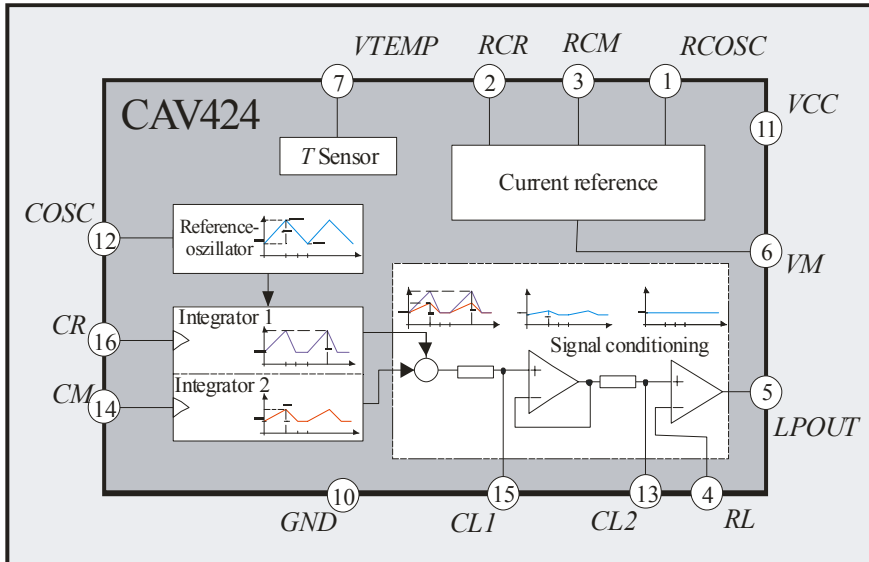 VTEMP RCR RCM RCOSC
7 2 3 1
VCC
11
CAV424
T Sensor
Current reference
COSC
12
Reference-
oszillator
6
VM
CR
16
Integrator 1
Signal conditioning
CM
14
Integrator 2
+
−
+
−
5
LPOUT
10 15 13 4
GND CL1 CL2 RL